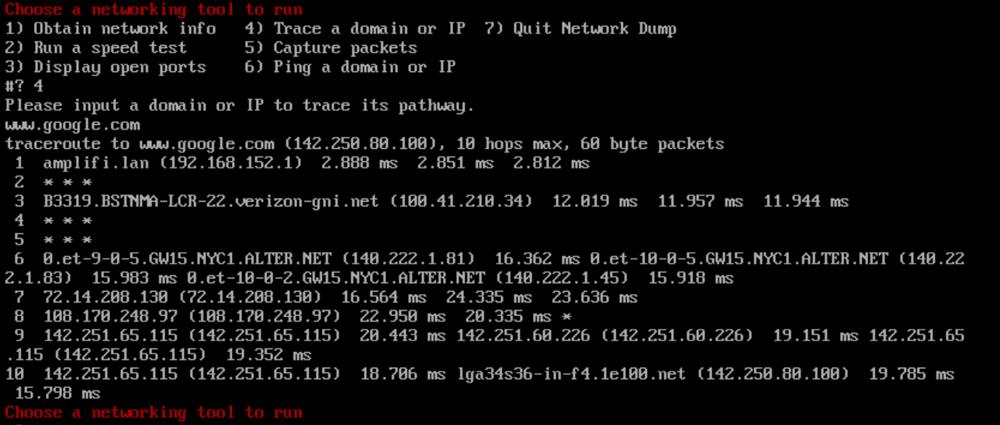 Choose a networking tool to run
1) Obtain network info   4) Trace a domain or IP  7) Quit Network Dump
2) Run a speed test      5) Capture packets
3) Display open ports    6) Ping a domain or IP
#? 4
Please input a domain or IP to trace its pathway.
www.google.com
traceroute to www.google.com (142.250.80.100), 10 hops max, 60 byte packets
 1  amplifi.lan (192.168.152.1)  2.888 ms  2.851 ms  2.812 ms
 2  * * *
 3  B3319.BSTNMA-LCR-22.verizon-gni.net (100.41.210.34)  12.019 ms  11.957 ms  11.944 ms
 4  * * *
 5  * * *
 6  0.et-9-0-5.GW15.NYC1.ALTER.NET (140.222.1.81)  16.362 ms 0.et-10-0-5.GW15.NYC1.ALTER.NET (140.22
2.1.83)  15.983 ms 0.et-10-0-2.GW15.NYC1.ALTER.NET (140.222.1.45)  15.918 ms
 7  72.14.208.130 (72.14.208.130)  16.564 ms  24.335 ms  23.636 ms
 8  108.170.248.97 (108.170.248.97)  22.950 ms  20.335 ms *
 9  142.251.65.115 (142.251.65.115)  20.443 ms 142.251.60.226 (142.251.60.226)  19.151 ms 142.251.65
.115 (142.251.65.115)  19.352 ms
10  142.251.65.115 (142.251.65.115)  18.706 ms lga34s36-in-f4.1e100.net (142.250.80.100)  19.785 ms
 15.798 ms
Choose a networking tool to run